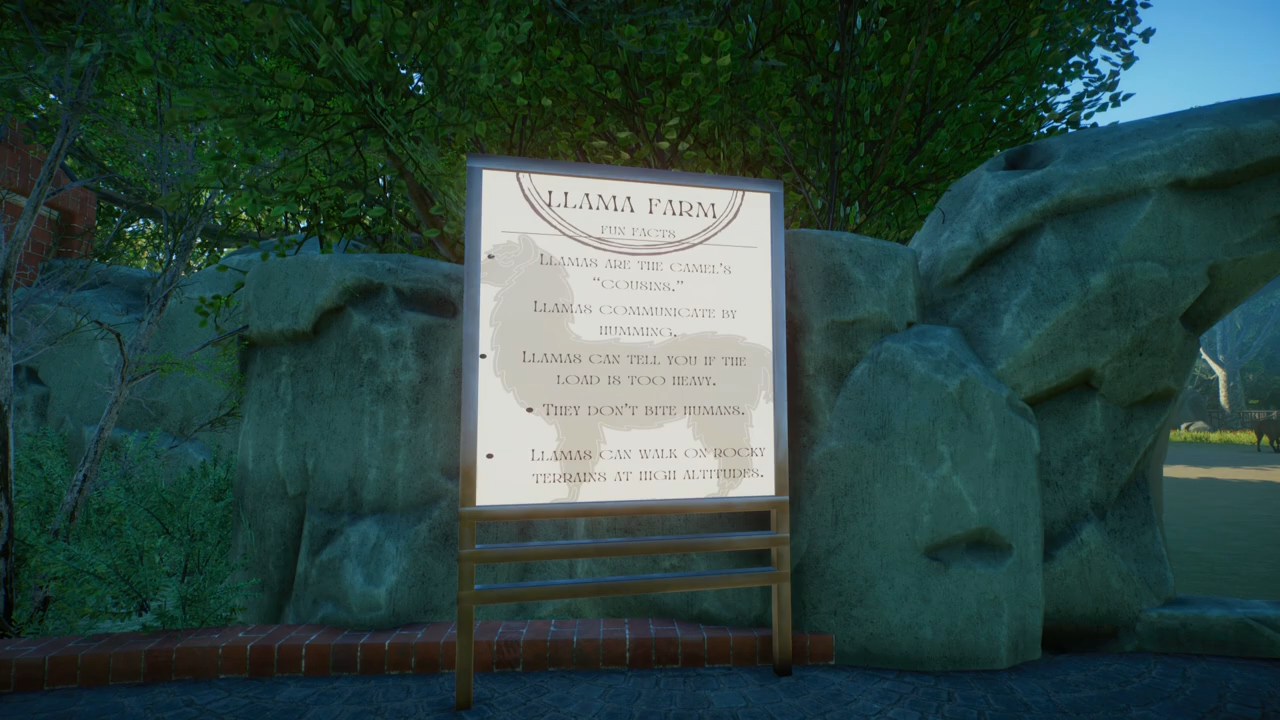 LLAMA FARM
FUN FACTS
• LLAMAS ARE THE CAMEL'S
"COUSINS."
LLAMAS COMMUNICATE BY
HUMMING.
• LLAMAS CAN TELL YOU IF THE
LOAD IS TOO HEAVY.
• THEY DON'T BITE HUMANS.
• LLAMAS CAN WALK ON ROCKY
TERRAINS AT HIGH ALTITUDES.